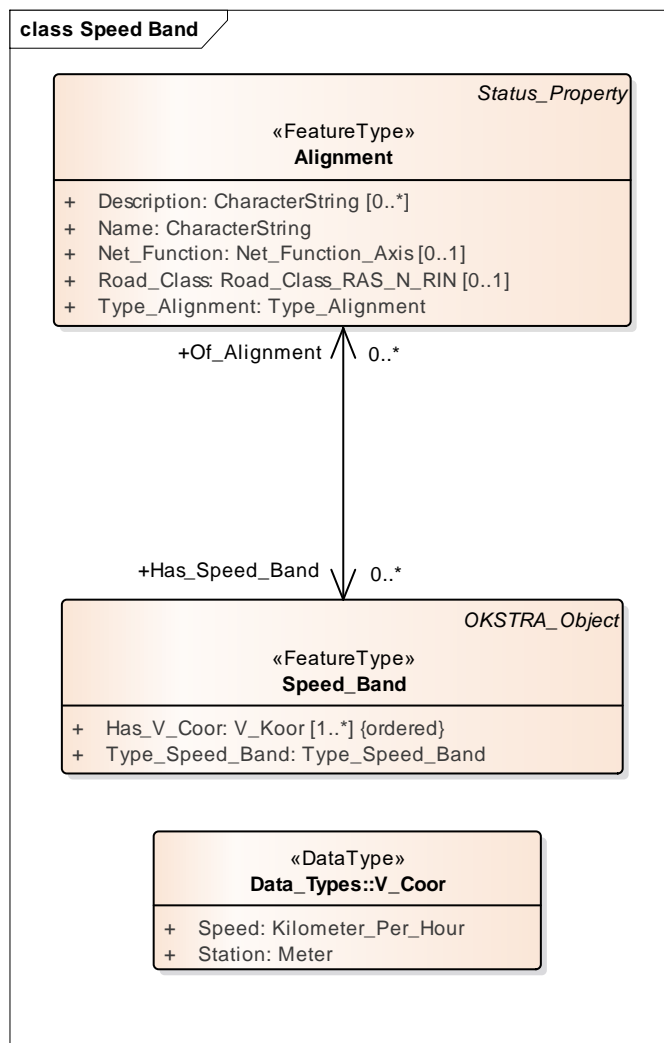 class Speed Band
Status_Property
«FeatureType»
Alignment
+ Description: CharacterString [0..*]
+ Name: CharacterString
+ Net_Function: Net_Function_Axis [0..1]
+ Road_Class: Road_Class_RAS_N_RIN [0..1]
+ Type_Alignment: Type_Alignment
+Of_Alignment 0..*
+Has_Speed_Band 0..*
OKSTRA_Object
«FeatureType»
Speed_Band
+ Has_V_Coor: V_Koor [1..*] {ordered}
+ Type_Speed_Band: Type_Speed_Band
«DataType»
Data_Types::V_Coor
+ Speed: Kilometer_Per_Hour
+ Station: Meter